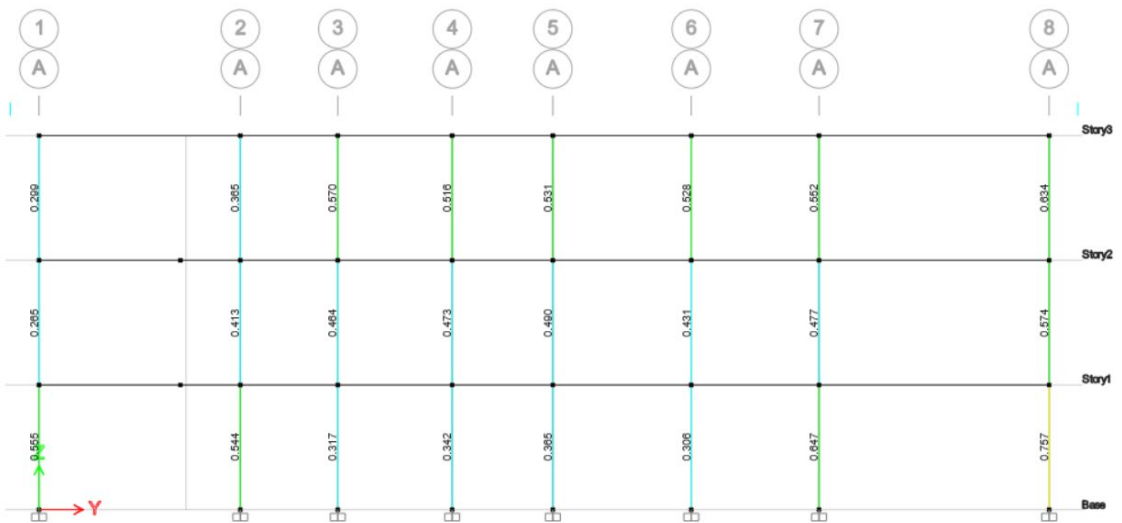 1 2 3 4 5 6 7 8
A A A A A A A A
Story3
0.299 0.365 0.570 0.516 0.531 0.528 0.552 0.634
Story2
0.265 0.413 0.464 0.473 0.490 0.431 0.477 0.574
Story1
0.555 0.544 0.317 0.342 0.365 0.306 0.647 0.757
Z
Y
Base